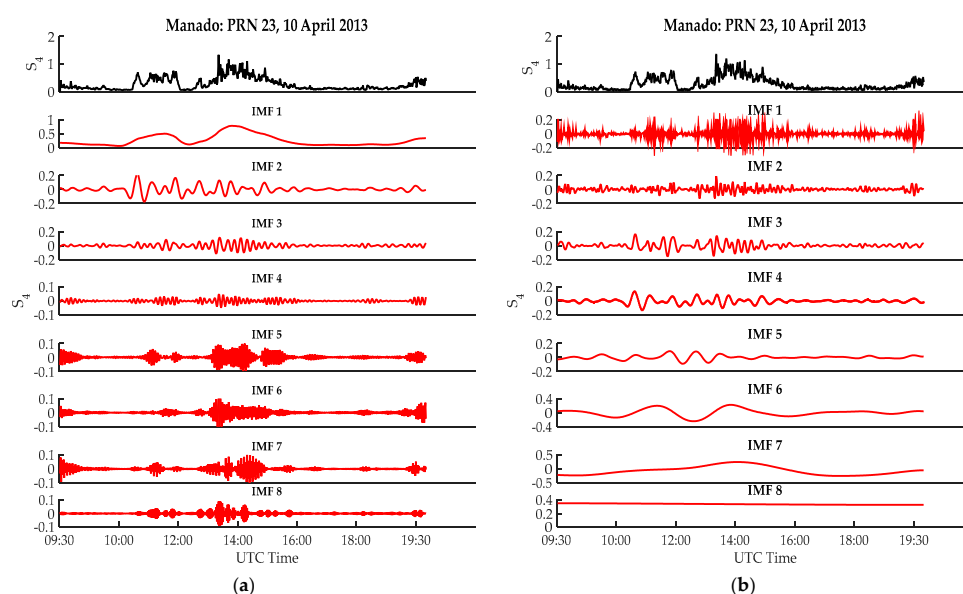 Manado: PRN 23, 10 April 2013
2
1
0
S4
IMF 1
1
0.5
0
IMF 2
0.2
0
-0.2
IMF 3
0.2
0
-0.2
IMF 4
0.1
0
-0.1
S4
IMF 5
0.1
0
-0.1
IMF 6
0.1
0
-0.1
IMF 7
0.1
0
-0.1
IMF 8
0.1
0
-0.1
09:30 10:00 12:00 14:00 16:00 18:00 19:30
UTC Time
(a)
Manado: PRN 23, 10 April 2013
2
1
0
S4
IMF 1
0.2
0
-0.2
IMF 2
0.2
0
-0.2
IMF 3
0.2
0
-0.2
IMF 4
0.2
0
-0.2
S4
IMF 5
0.2
0
-0.2
IMF 6
0.4
0
-0.4
IMF 7
0.5
0
-0.5
IMF 8
0.4
0.2
0
09:30 10:00 12:00 14:00 16:00 18:00 19:30
UTC Time
(b)